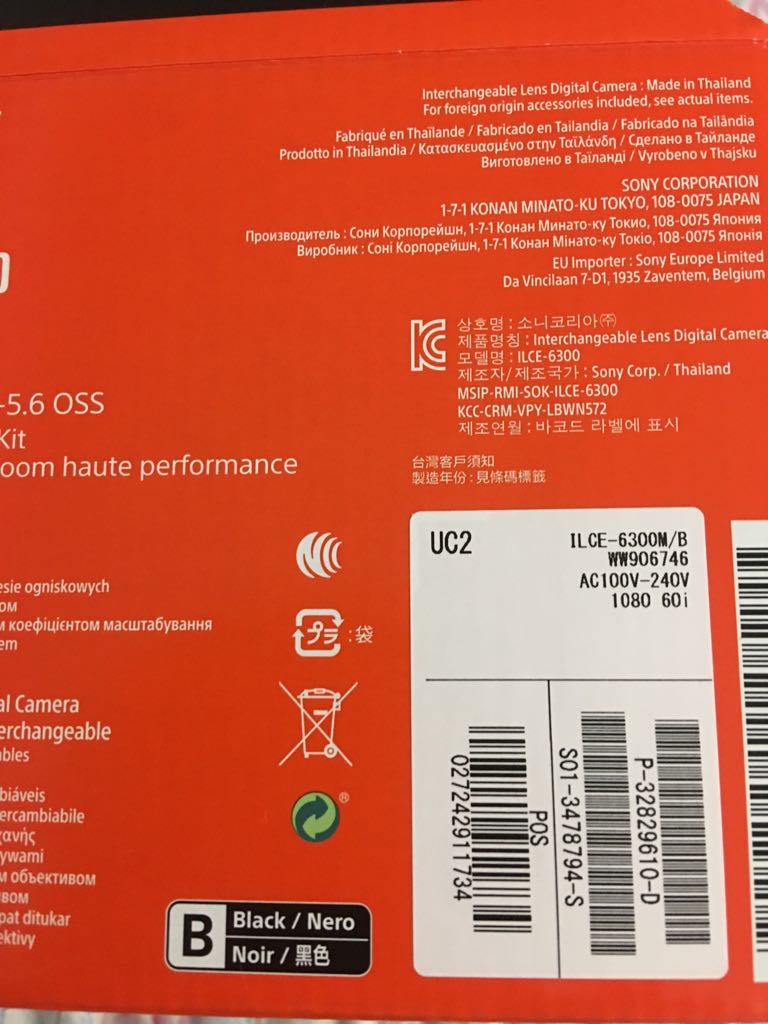 Interchangeable Lens Digital Camera : Made in Thailand
For foreign origin accessories included, see actual items.
Fabriqué en Thaïlande / Fabricado en Tailandia / Fabricado na Tailândia
Prodotto in Thailandia / Κατασκευασμένο στην Ταϊλάνδη / Сделано в Тайланде
Виготовлено в Таїланді / Vyrobeno v Thajsku
SONY CORPORATION
1-7-1 KONAN MINATO-KU TOKYO, 108-0075 JAPAN
Производитель : Сони Корпорейшн, 1-7-1 Конан Минато-ку Токио, 108-0075 Япония
Виробник : Соні Корпорейшн, 1-7-1 Конан Мінато-ку Токіо, 108-0075 Японія
EU Importer : Sony Europe Limited
Da Vincilaan 7-D1, 1935 Zaventem, Belgium
상호명 : 소니코리아㈜
제품명칭 : Interchangeable Lens Digital Camera
모델명 : ILCE-6300
제조자/제조국가 : Sony Corp. / Thailand
MSIP-RMI-SOK-ILCE-6300
KCC-CRM-VPY-LBWN572
제조연월 : 바코드 라벨에 표시
台灣客戶須知
製造年份 : 見條碼標籤
-5.6 OSS
Kit
oom haute performance
esie ogniskowych
ом
м коефіцієнтом масштабування
em
al Camera
erchangeable
ables
biáveis
ercambiabile
χανής
ywami
м объективом
ивом
pat ditukar
ektivy
プラ : 袋
B
Black / Nero
Noir / 黑色
UC2
ILCE-6300M/B
WW906746
AC100V-240V
1080 60i
027242911734
POS
S01-3478794-S
P-32829610-D